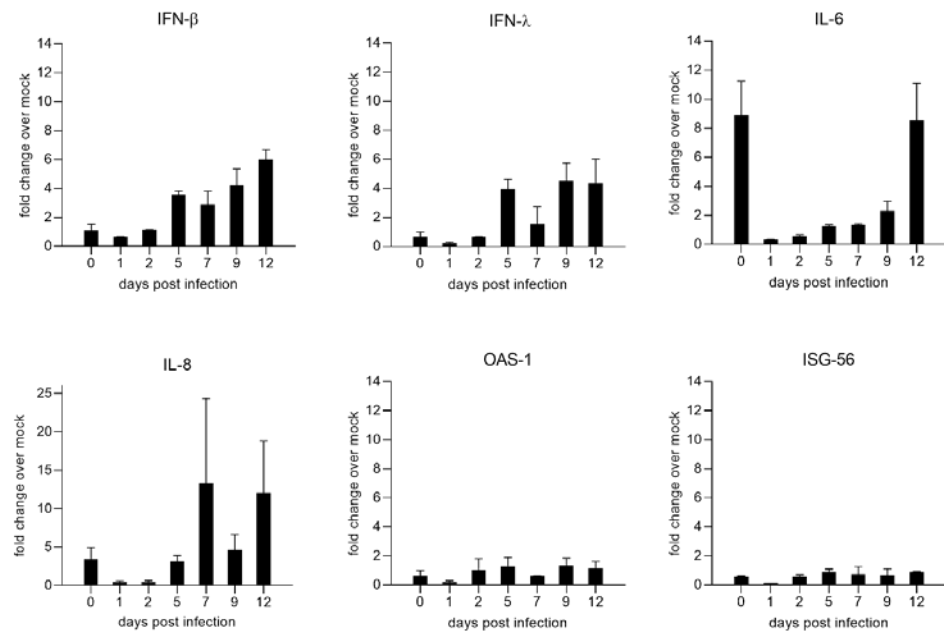 IFN-β
fold change over mock
14
12
10
8
6
4
2
0
0 1 2 5 7 9 12
days post infection
IFN-λ
fold change over mock
14
12
10
8
6
4
2
0
0 1 2 5 7 9 12
days post infection
IL-6
fold change over mock
14
12
10
8
6
4
2
0
0 1 2 5 7 9 12
days post infection
IL-8
fold change over mock
25
20
15
10
5
0
0 1 2 5 7 9 12
days post infection
OAS-1
fold change over mock
14
12
10
8
6
4
2
0
0 1 2 5 7 9 12
days post infection
ISG-56
fold change over mock
14
12
10
8
6
4
2
0
0 1 2 5 7 9 12
days post infection